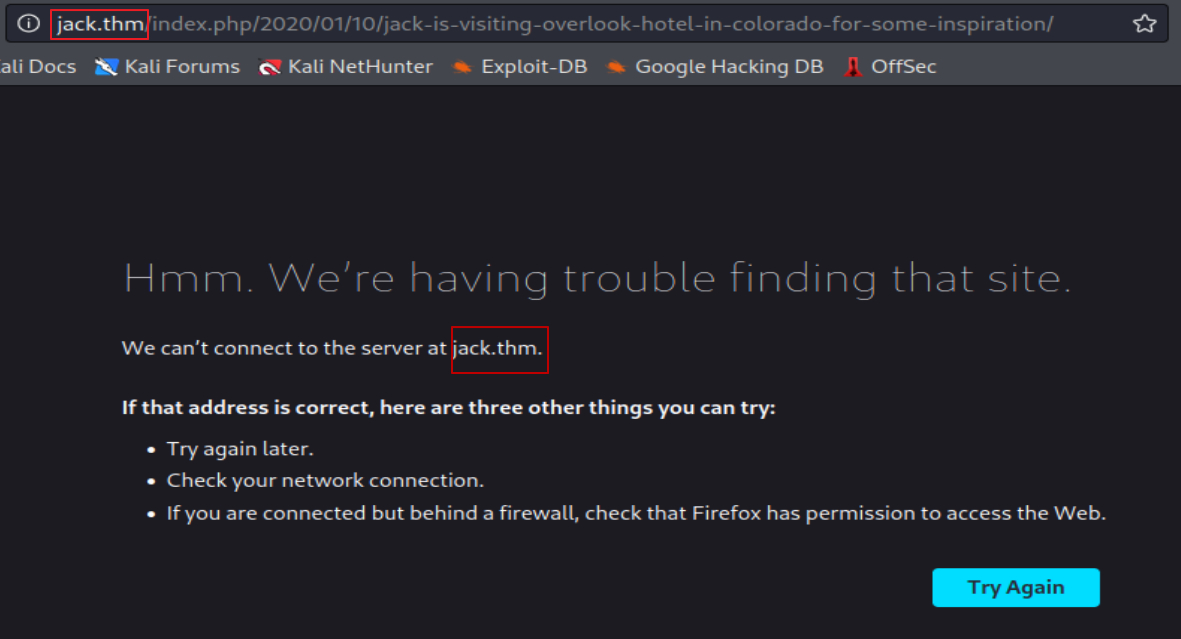 jack.thm/index.php/2020/01/10/jack-is-visiting-overlook-hotel-in-colorado-for-some-inspiration/
ali Docs Kali Forums Kali NetHunter Exploit-DB Google Hacking DB OffSec
Hmm. We're having trouble finding that site.
We can't connect to the server at jack.thm.
If that address is correct, here are three other things you can try:
• Try again later.
• Check your network connection.
• If you are connected but behind a firewall, check that Firefox has permission to access the Web.
Try Again